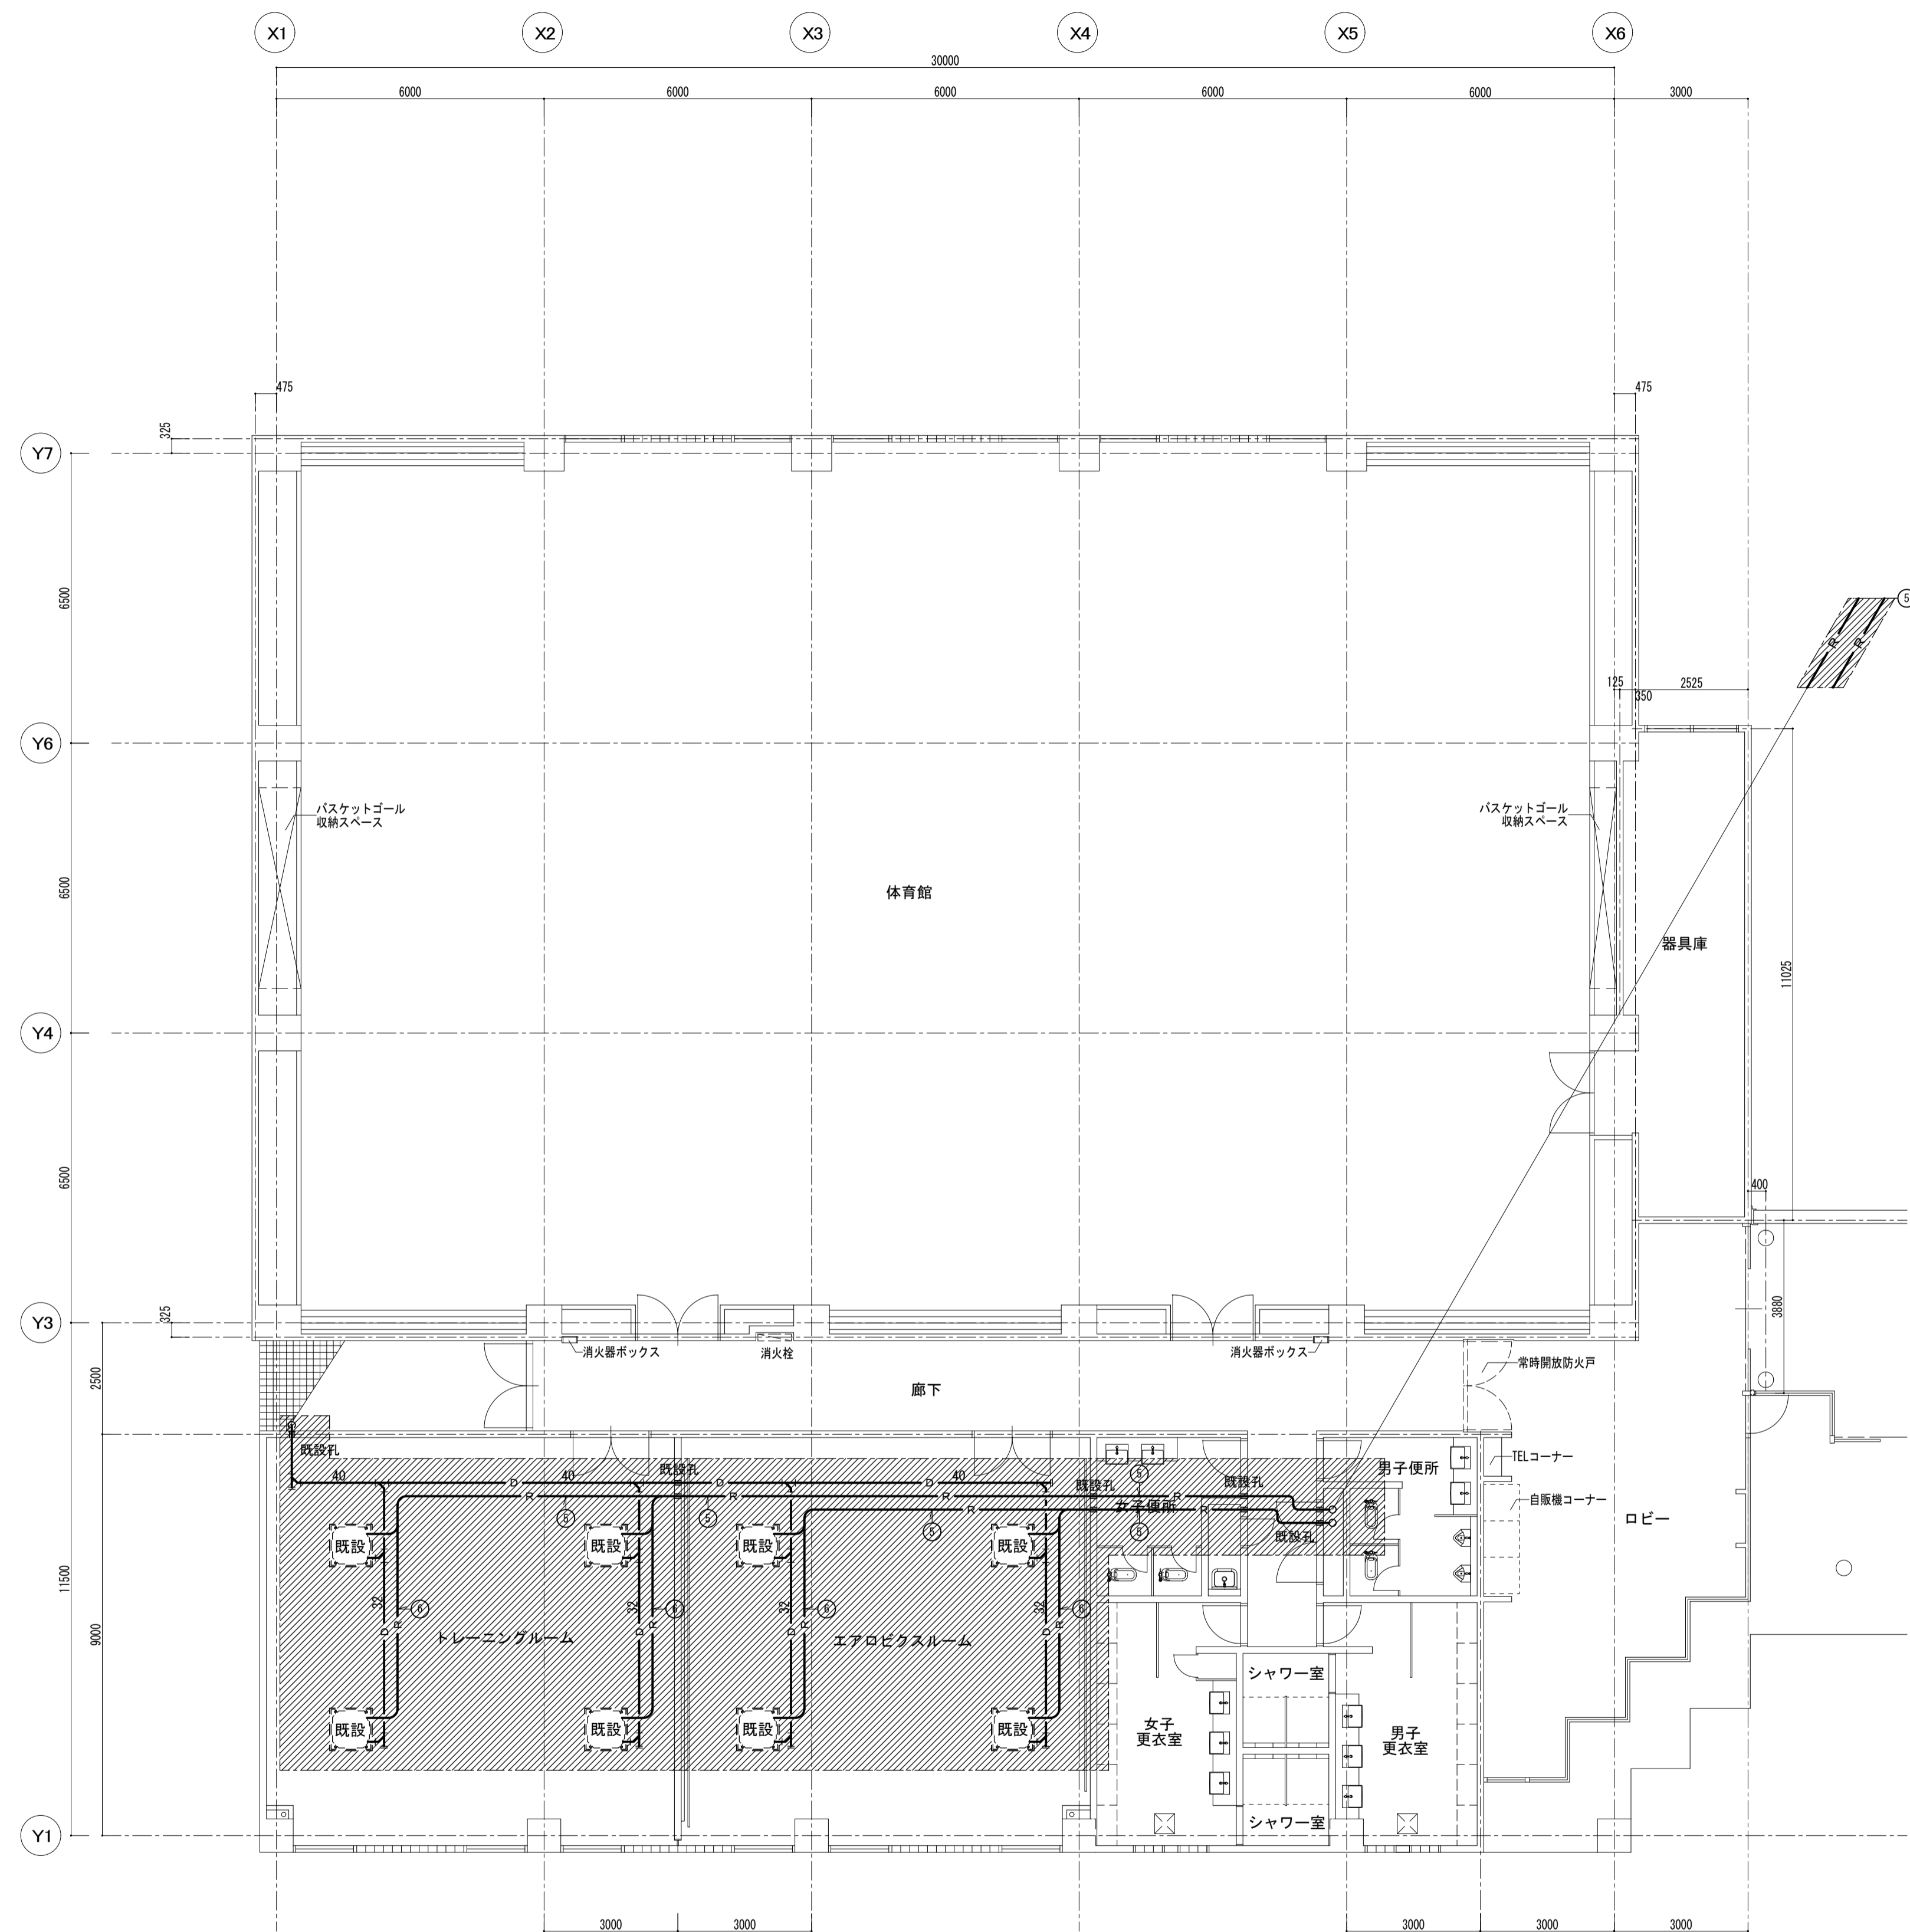 X1 X2 X3 X4 X5 X6
30000
6000 6000 6000 6000 6000 3000
475 475
325
Y7
6500
5
R R
125 350 2525
Y6
バスケットゴール
収納スペース
バスケットゴール
収納スペース
6500
体育館
器具庫
11025
Y4
6500
400
3880
Y3
325
消火器ボックス 消火栓 消火器ボックス
常時開放防火戸
2500
廊下
既設孔
既設孔
既設孔
既設孔
男子便所
TELコーナー
40 D 40 D D 40
5
R R R R
自販機コーナー
女子便所
R R
5 5 5 5
ロビー
既設孔
既設 既設 既設 既設
11500
9000
32 32 32 32
6 6 6 6
D R D R D R D R
トレーニングルーム エアロビクスルーム
シャワー室
既設 既設 既設 既設
女子
更衣室
男子
更衣室
シャワー室
Y1
3000 3000 3000 3000 3000